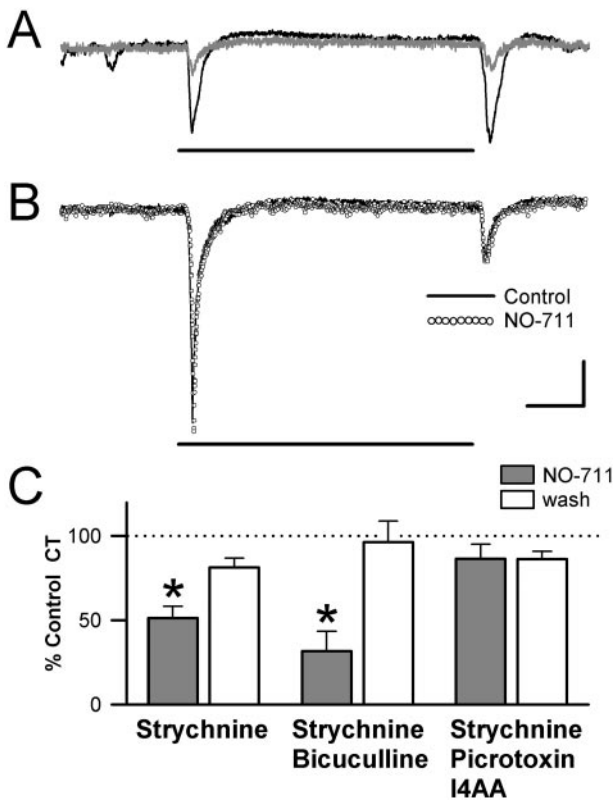 A
B
Control
NO-711
C
NO-711
wash
% Control CT
100
50
0
*
*
Strychnine
Strychnine
Bicuculline
Strychnine
Picrotoxin
I4AA